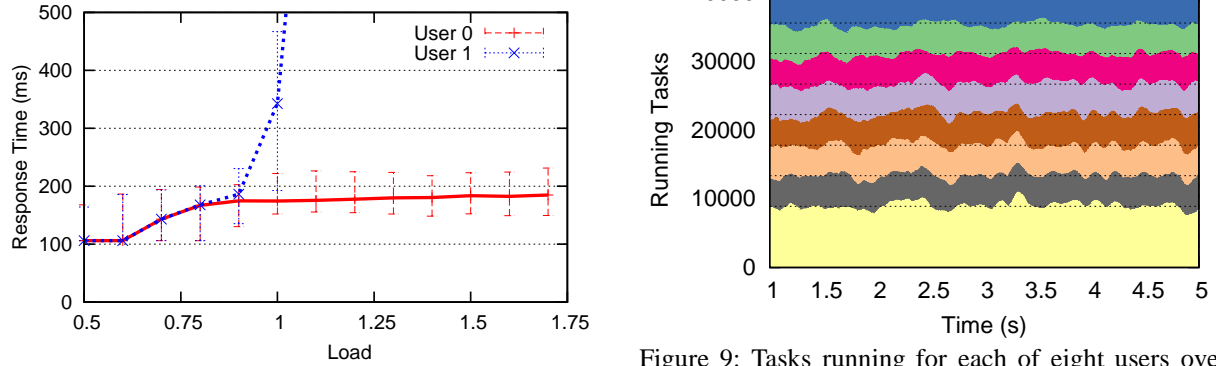 500
400
300
200
100
0
Response Time (ms)
User 0
User 1
0.5 0.75 1 1.25 1.5 1.75
Load
30000
20000
10000
0
Running Tasks
1 1.5 2 2.5 3 3.5 4 4.5 5
Time (s)
Figure 9: Tasks running for each of eight users over